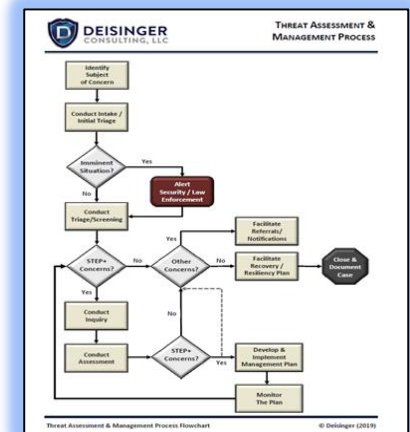 DEISINGER
CONSULTING, LLC
THREAT ASSESSMENT &
MANAGEMENT PROCESS
Identify
Subject
of Concern
Conduct Intake /
Initial Triage
Imminent
Situation?
Yes
No
Alert
Security / Law
Enforcement
Conduct
Triage/Screening
Facilitate
Referrals/
Notifications
Yes
STEP+
Concerns?
No
Other
Concerns?
No
Facilitate
Recovery /
Resiliency Plan
Close &
Document
Case
Yes
Conduct
Inquiry
No
Conduct
Assessment
STEP+
Concerns?
Yes
Develop &
Implement
Management Plan
Monitor
The Plan
Threat Assessment & Management Process Flowchart
© Deisinger (2019)